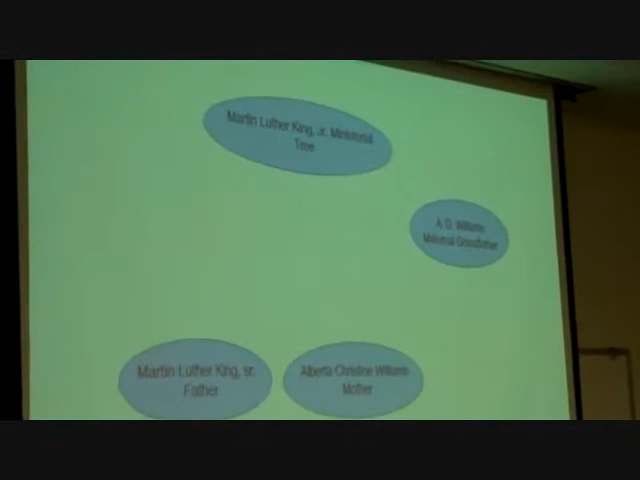 Martin Luther King, Jr. Ministerial
Tree
A. D. Williams
Maternal Grandfather
Martin Luther King, sr.
Father
Alberta Christine Williams
Mother